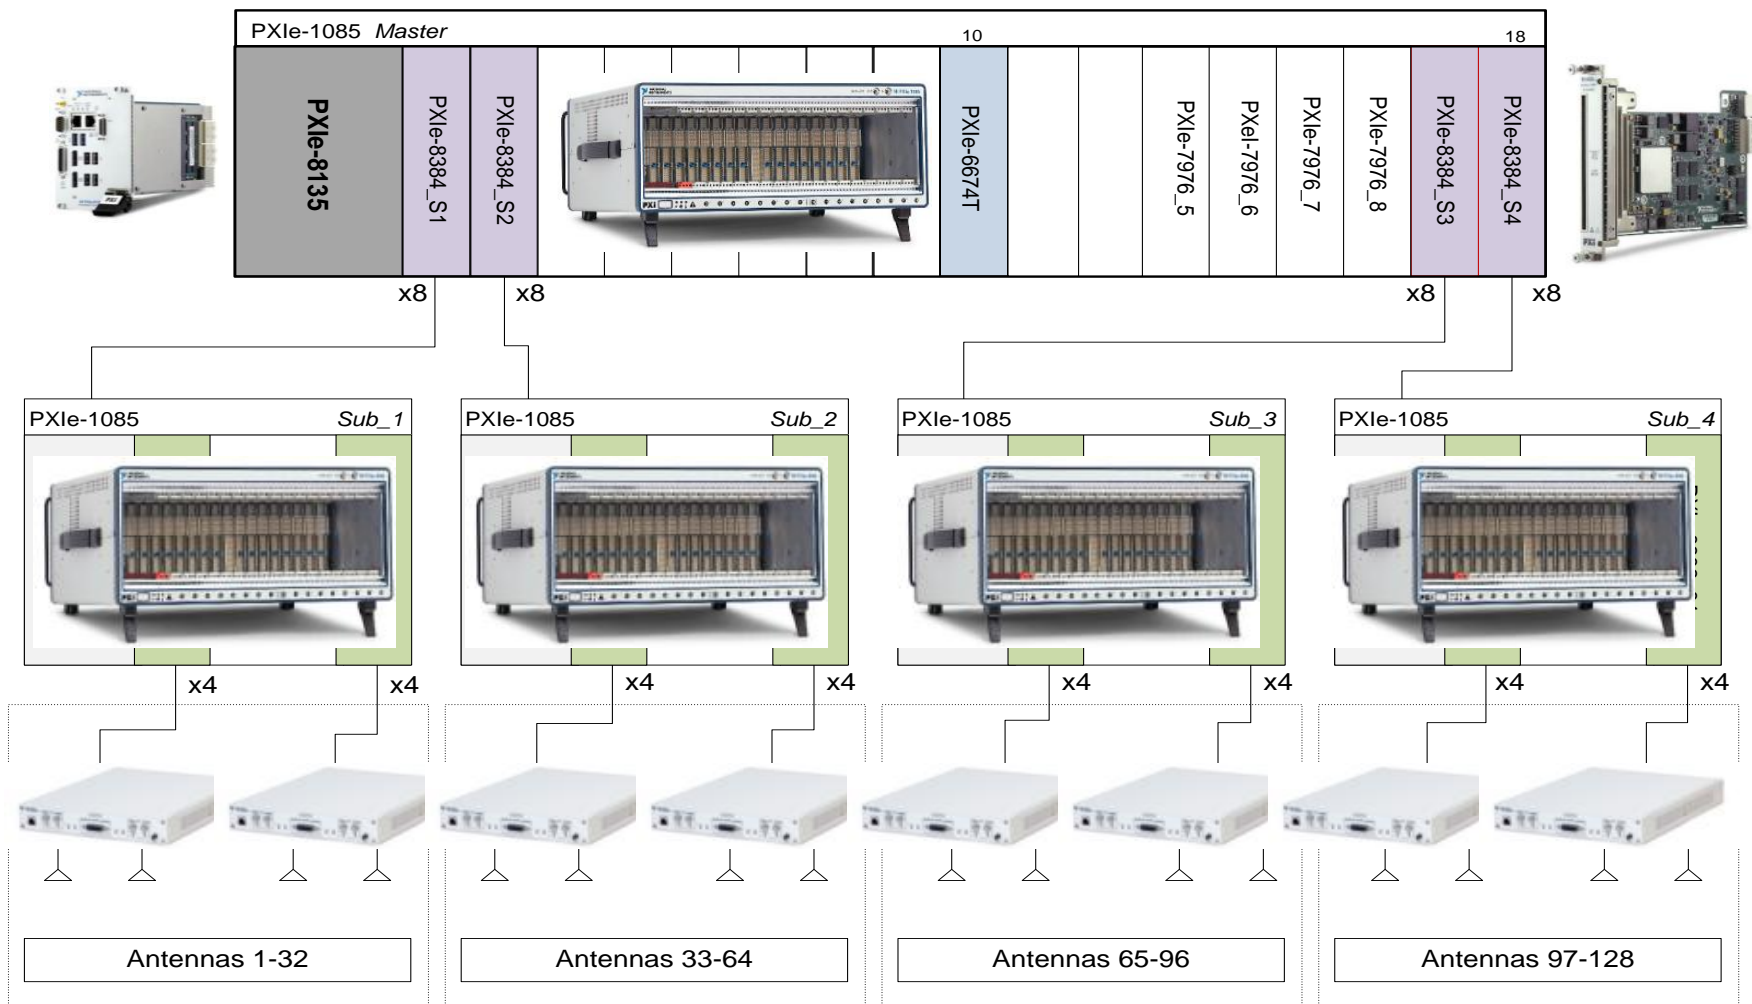 PXIe-1085 Master
10
18
PXIe-8135
PXIe-8384_S1
PXIe-8384_S2
PXIe-6674T
PXIe-7976_5
PXeI-7976_6
PXIe-7976_7
PXIe-7976_8
PXIe-8384_S3
PXIe-8384_S4
x8
x8
x8
x8
PXIe-1085 Sub_1
PXIe-1085 Sub_2
PXIe-1085 Sub_3
PXIe-1085 Sub_4
x4
x4
x4
x4
x4
x4
x4
x4
Antennas 1-32
Antennas 33-64
Antennas 65-96
Antennas 97-128